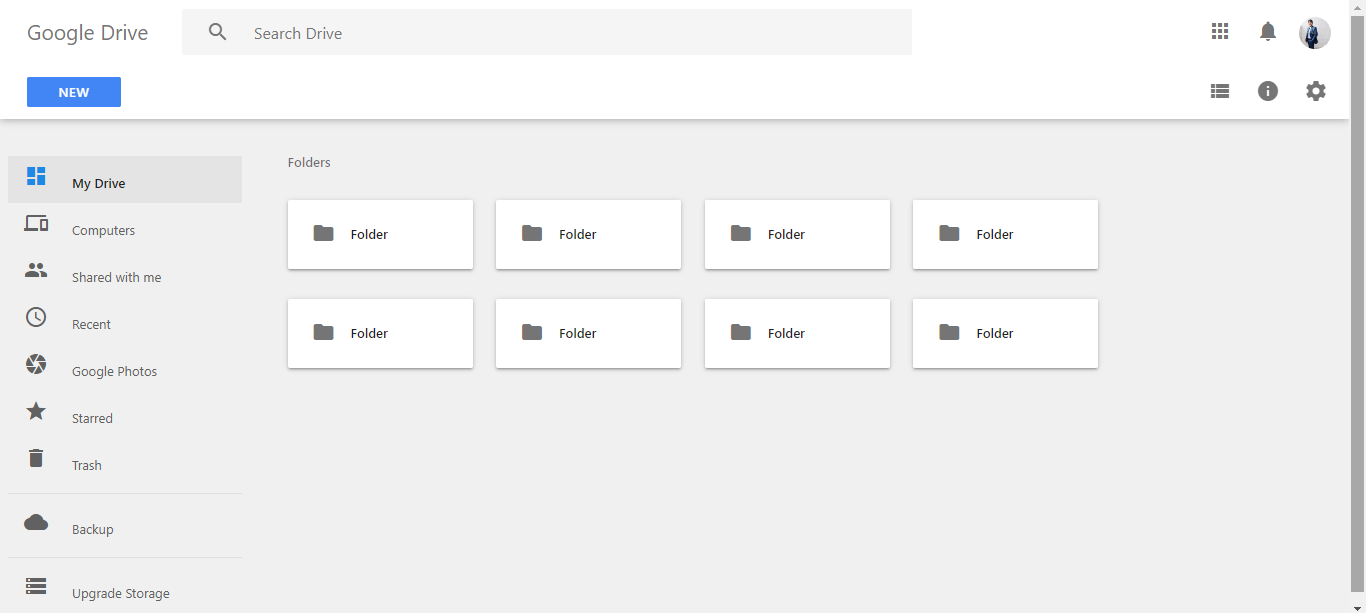 Google Drive
Search Drive
NEW
My Drive
Computers
Shared with me
Recent
Google Photos
Starred
Trash
Backup
Upgrade Storage
Folders
Folder Folder Folder Folder
Folder Folder Folder Folder